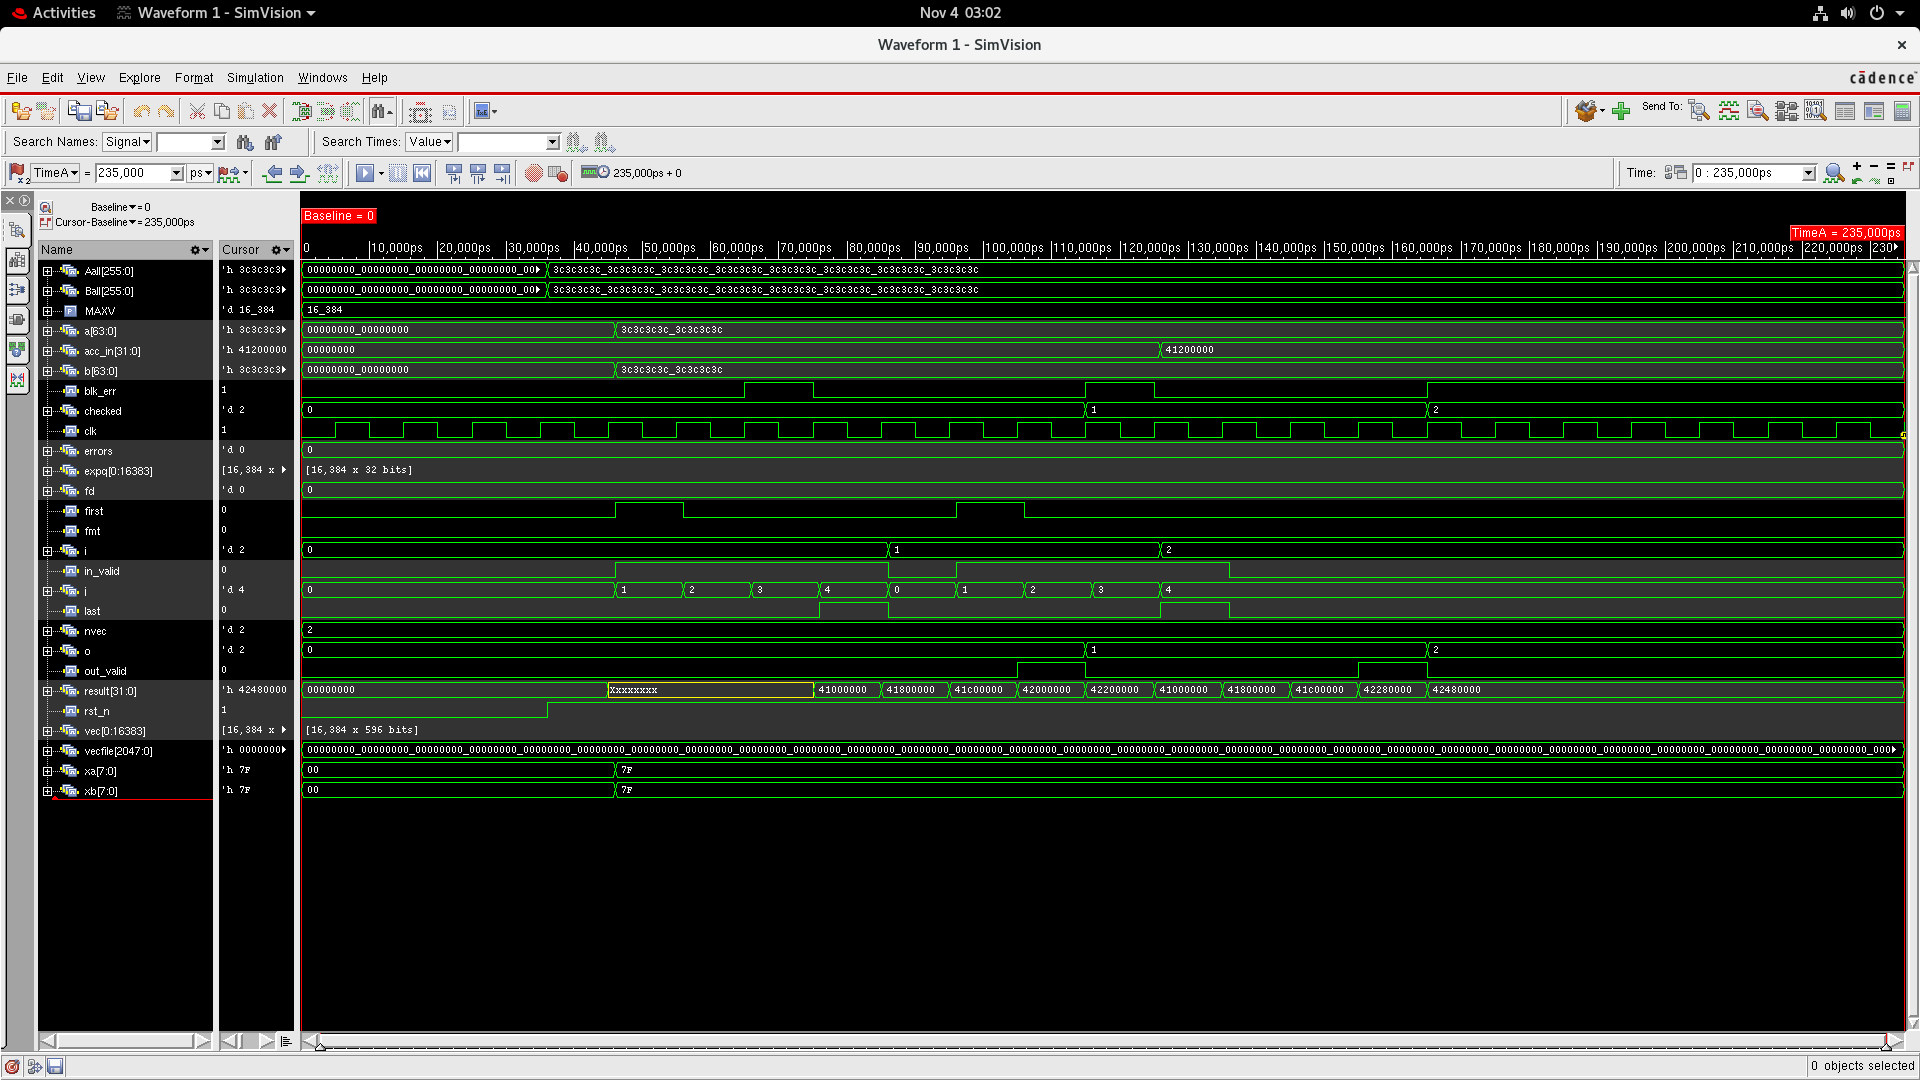 Activities Waveform 1 - SimVision Nov 4 03:02
Waveform 1 - SimVision
File Edit View Explore Format Simulation Windows Help cādence
Send To:
Search Names: Signal Search Times: Value
TimeA = 235,000 ps 235,000ps + 0 Time: 0 : 235,000ps
Baseline = 0
Cursor-Baseline = 235,000ps
Baseline = 0
TimeA = 235,000ps
Name Cursor
0 10,000ps 20,000ps 30,000ps 40,000ps 50,000ps 60,000ps 70,000ps 80,000ps 90,000ps 100,000ps 110,000ps 120,000ps 130,000ps 140,000ps 150,000ps 160,000ps 170,000ps 180,000ps 190,000ps 200,000ps 210,000ps 220,000ps 230
Aall[255:0] 'h 3c3c3c3 00000000_00000000_00000000_00000000_00 3c3c3c3c_3c3c3c3c_3c3c3c3c_3c3c3c3c_3c3c3c3c_3c3c3c3c_3c3c3c3c_3c3c3c3c
Ball[255:0] 'h 3c3c3c3 00000000_00000000_00000000_00000000_00 3c3c3c3c_3c3c3c3c_3c3c3c3c_3c3c3c3c_3c3c3c3c_3c3c3c3c_3c3c3c3c_3c3c3c3c
MAXV 'd 16_384 16_384
a[63:0] 'h 3c3c3c3 00000000_00000000 3c3c3c3c_3c3c3c3c
acc_in[31:0] 'h 41200000 00000000 41200000
b[63:0] 'h 3c3c3c3 00000000_00000000 3c3c3c3c_3c3c3c3c
blk_err 1
checked 'd 2 0 1 2
clk 1
errors 'd 0 0
expq[0:16383] [16,384 x [16,384 x 32 bits]
fd 'd 0 0
first 0
fmt 0
i 'd 2 0 1 2
in_valid 0
j 'd 4 0 1 2 3 4 0 1 2 3 4
last 0
nvec 'd 2 2
o 'd 2 0 1 2
out_valid 0
result[31:0] 'h 42480000 00000000 Xxxxxxxx 41000000 41800000 41c00000 42000000 42200000 41000000 41800000 41c00000 42280000 42480000
rst_n 1
vec[0:16383] [16,384 x [16,384 x 596 bits]
vecfile[2047:0] 'h 0000000 00000000_00000000_00000000_00000000_00000000_00000000_00000000_00000000_00000000_00000000_00000000_00000000_00000000_00000000_00000000_00000000_00000000_00000000_00000000_00000000_00000000_000
xa[7:0] 'h 7F 00 7F
xb[7:0] 'h 7F 00 7F
0 objects selected